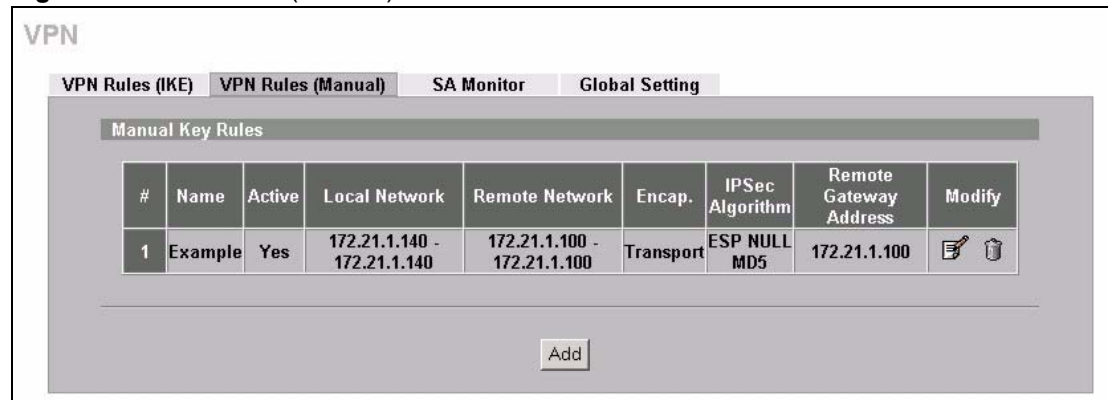 VPN
VPN Rules (IKE) VPN Rules (Manual) SA Monitor Global Setting
Manual Key Rules
# Name Active Local Network Remote Network Encap. IPSec Algorithm Remote Gateway Address Modify
1 Example Yes 172.21.1.140 - 172.21.1.140 172.21.1.100 - 172.21.1.100 Transport ESP NULL MD5 172.21.1.100
Add